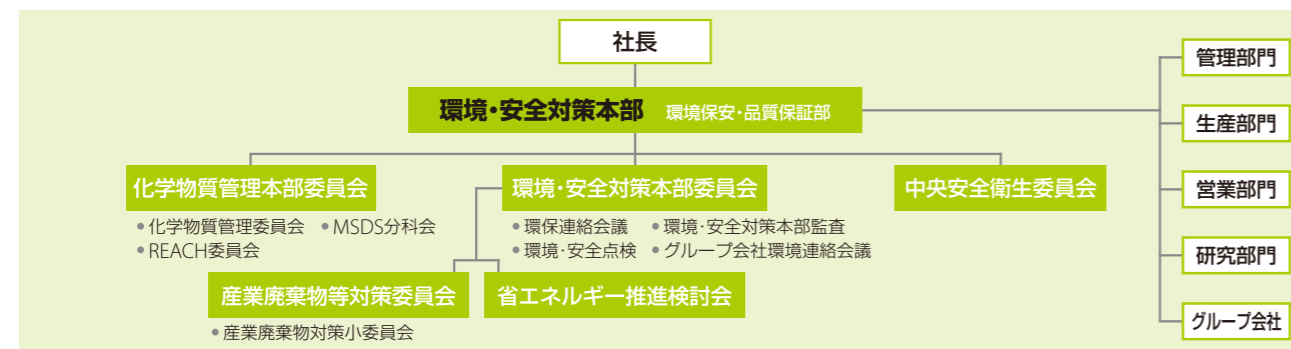 社長
環境・安全対策本部 環境保安・品質保証部
化学物質管理本部委員会
・化学物質管理委員会 ・MSDS分科会
・REACH委員会
環境・安全対策本部委員会
・環保連絡会議 ・環境・安全対策本部監査
・環境・安全点検 ・グループ会社環境連絡会議
中央安全衛生委員会
産業廃棄物等対策委員会
・産業廃棄物対策小委員会
省エネルギー推進検討会
管理部門
生産部門
営業部門
研究部門
グループ会社